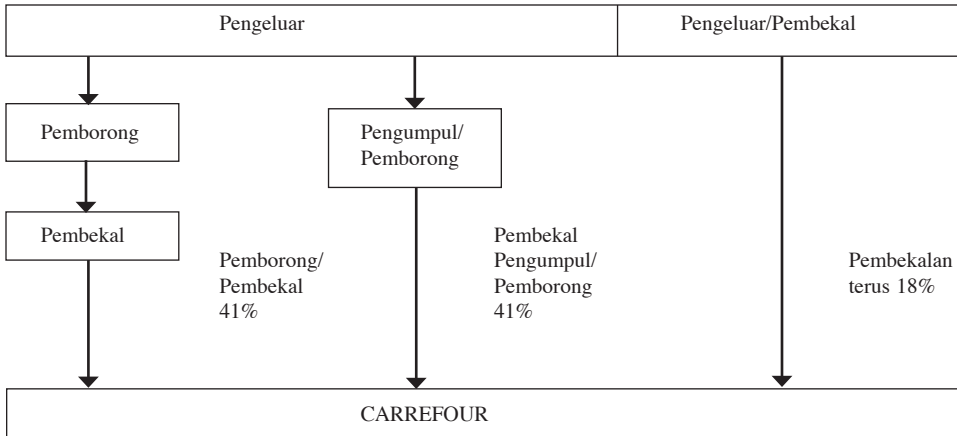 Pengeluar
Pengeluar/Pembekal
Pemborong
Pengumpul/
Pemborong
Pembekal
Pemborong/
Pembekal
41%
Pembekal
Pengumpul/
Pemborong
41%
Pembekalan
terus 18%
CARREFOUR